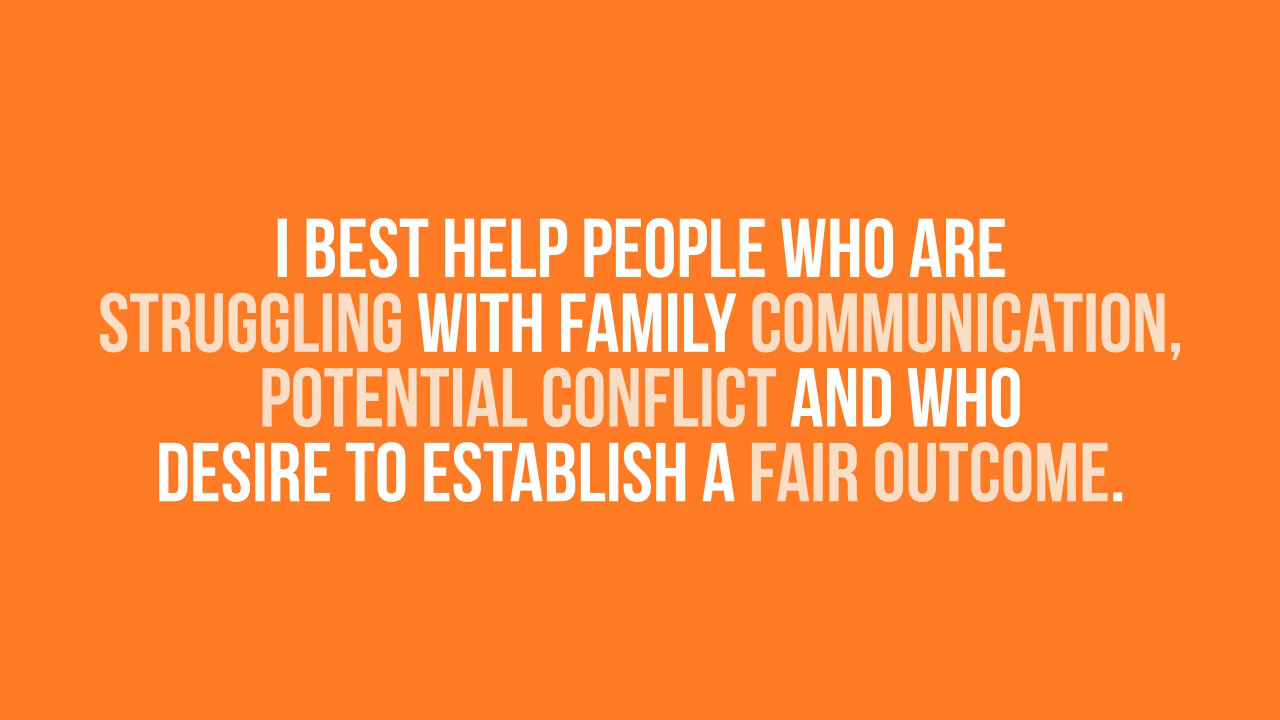 I BEST HELP PEOPLE WHO ARE
STRUGGLING WITH FAMILY COMMUNICATION,
POTENTIAL CONFLICT AND WHO
DESIRE TO ESTABLISH A FAIR OUTCOME.